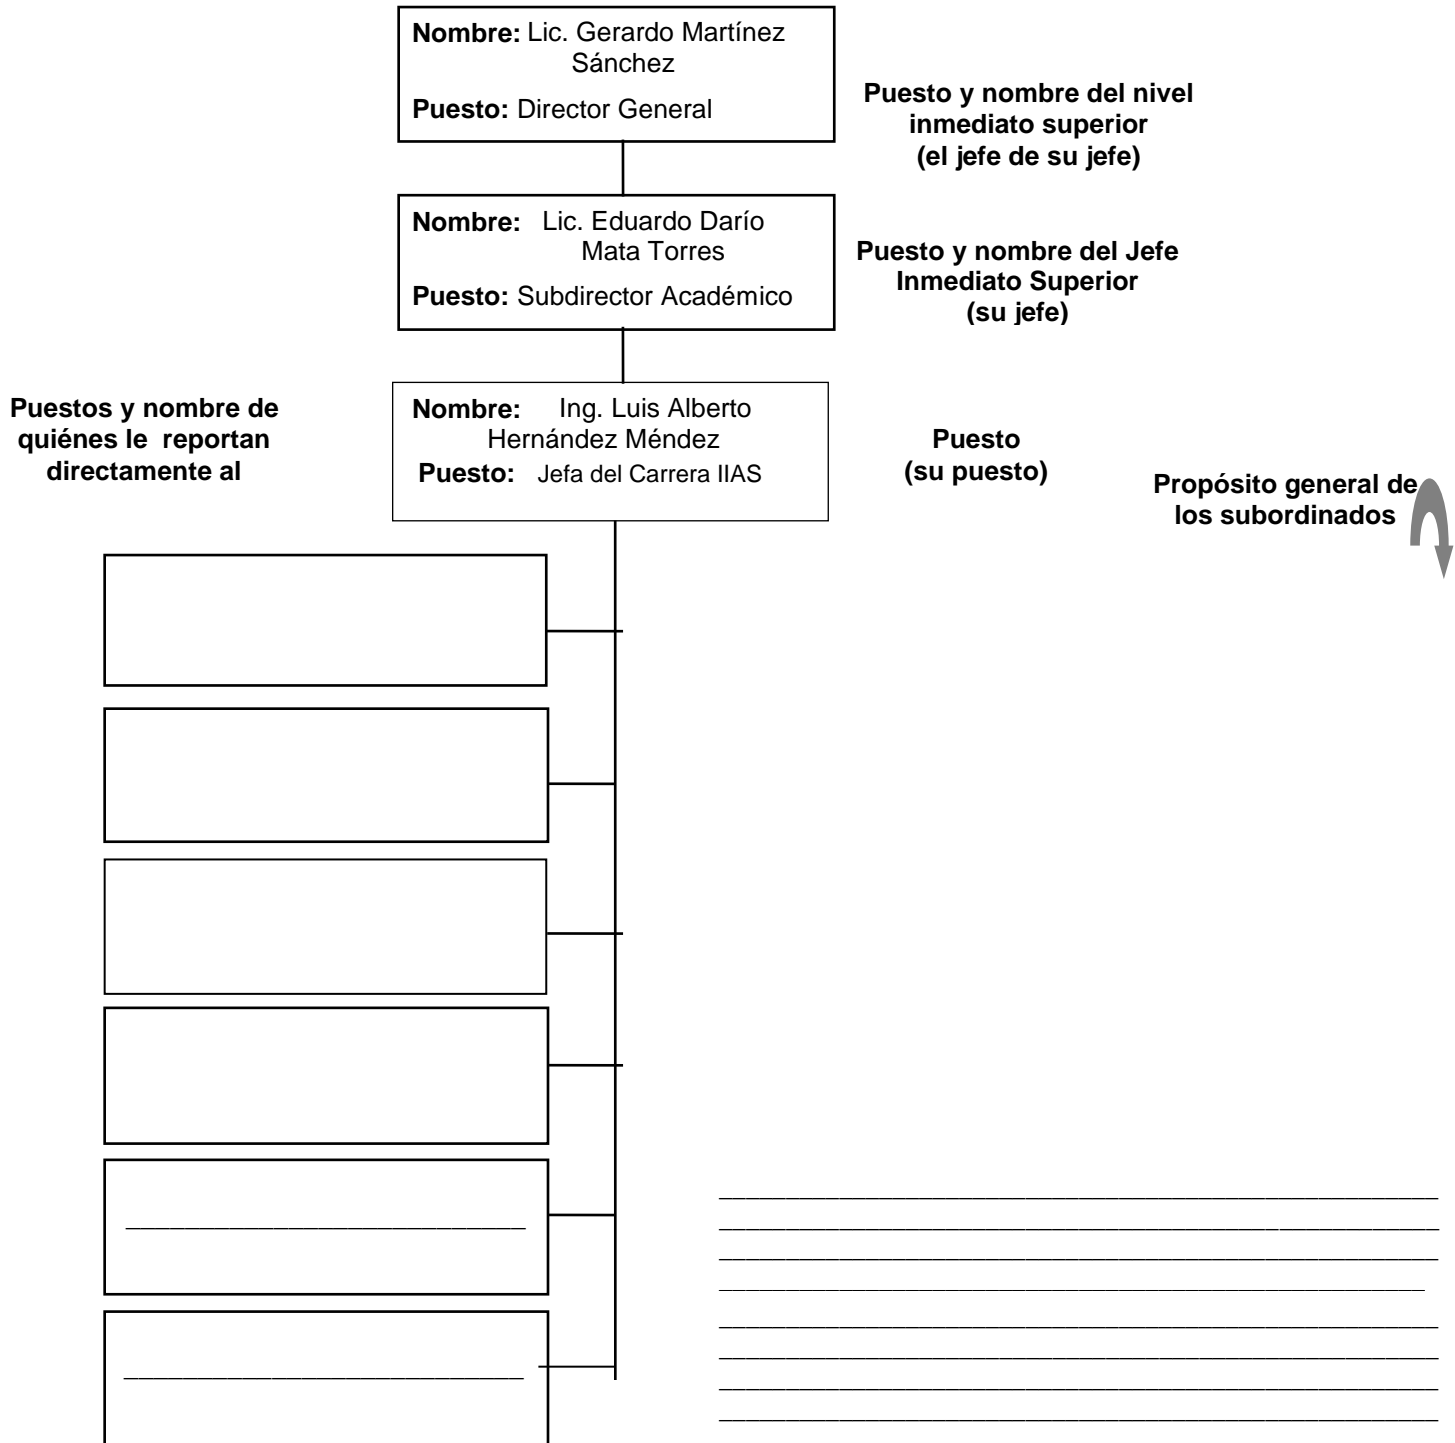 Nombre: Lic. Gerardo Martínez
Sánchez
Puesto: Director General
Puesto y nombre del nivel
inmediato superior
(el jefe de su jefe)
Nombre: Lic. Eduardo Darío
Mata Torres
Puesto: Subdirector Académico
Puesto y nombre del Jefe
Inmediato Superior
(su jefe)
Puestos y nombre de
quiénes le reportan
directamente al
Nombre: Ing. Luis Alberto
Hernández Méndez
Puesto: Jefa del Carrera IIAS
Puesto
(su puesto)
Propósito general de
los subordinados